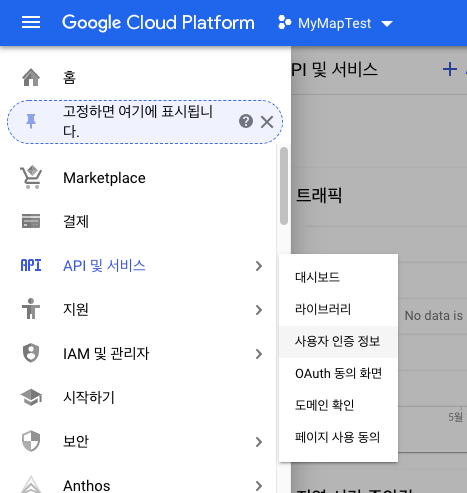 Google Cloud Platform
MyMapTest
홈
PI 및 서비스
고정하면 여기에 표시됩니
다.
Marketplace
트래픽
결제
API API 및 서비스
대시보드
지원
라이브러리
No data is
사용자 인증 정보
IAM 및 관리자
OAuth 동의 화면
시작하기
도메인 확인
5월
페이지 사용 동의
보안
Anthos